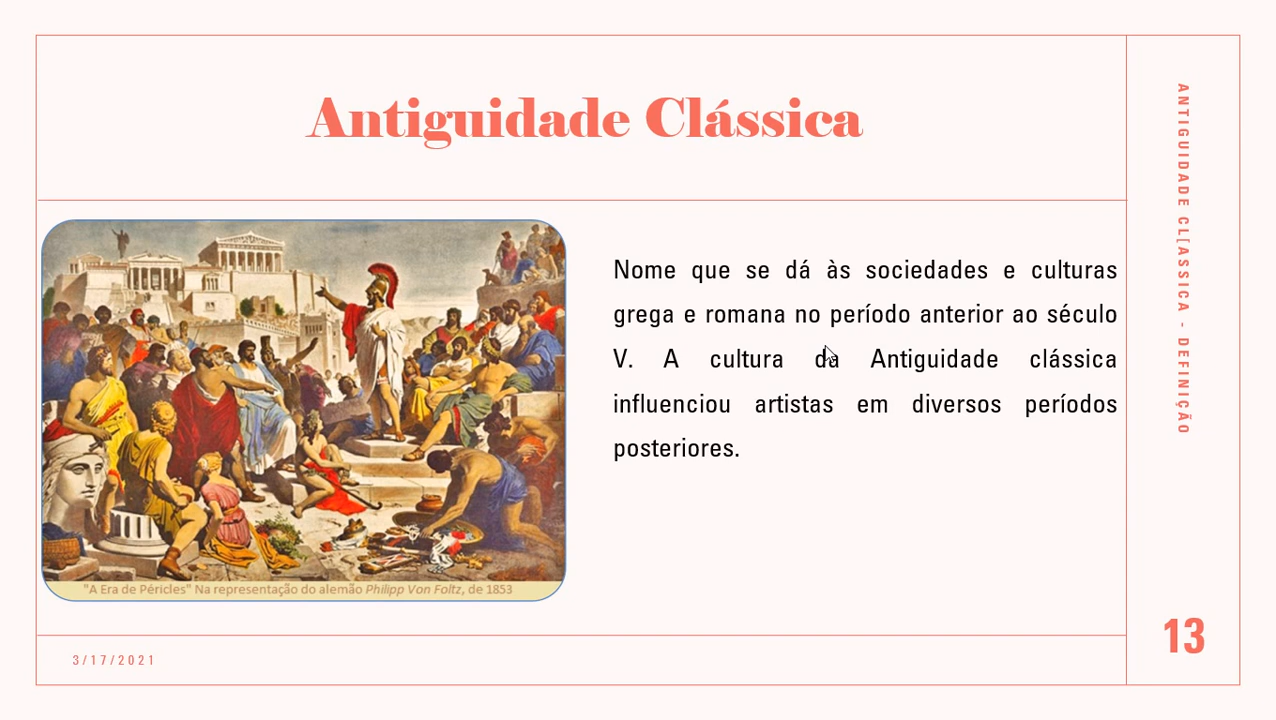 Antiguidade Clássica
Nome que se dá às sociedades e culturas
grega e romana no período anterior ao século
V. A cultura da Antiguidade clássica
influenciou artistas em diversos períodos
posteriores.
"A Era de Péricles" Na representação do alemão Philipp Von Foltz, de 1853
ANTIGUIDADE CL[ASSICA - DEFINIÇÃO
13
3/17/2021